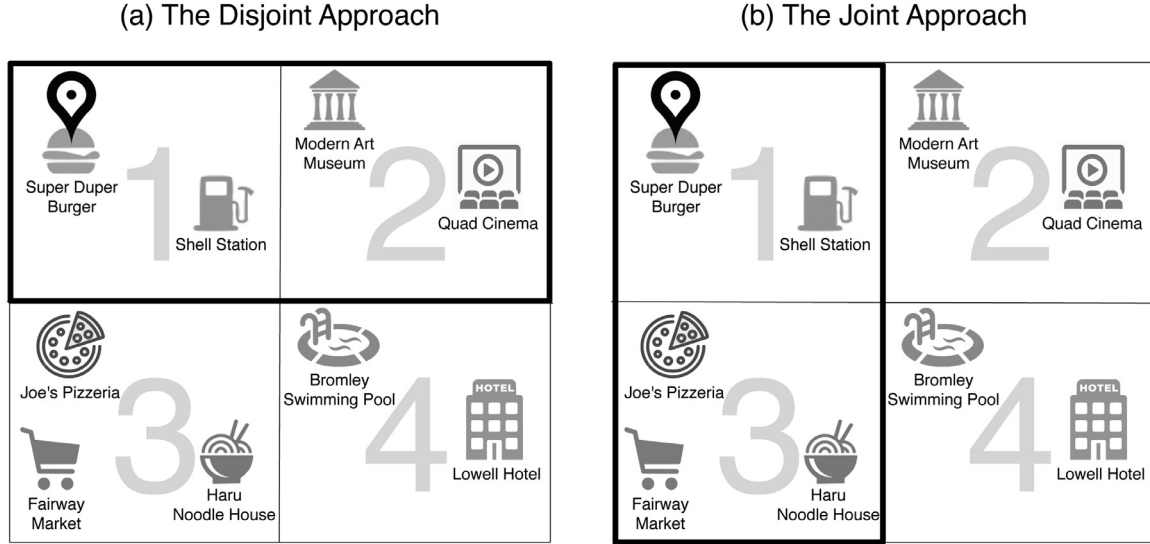 (a) The Disjoint Approach
Modern Art
Museum
Super Duper
Burger
1
2
Shell Station
Quad Cinema
Joe's Pizzeria
Bromley
Swimming Pool
HOTEL
3
4
Fairway
Market
Haru
Noodle House
Lowell Hotel
(b) The Joint Approach
Modern Art
Museum
Super Duper
Burger
1
2
Shell Station
Quad Cinema
Joe's Pizzeria
Bromley
Swimming Pool
HOTEL
3
4
Fairway
Market
Haru
Noodle House
Lowell Hotel